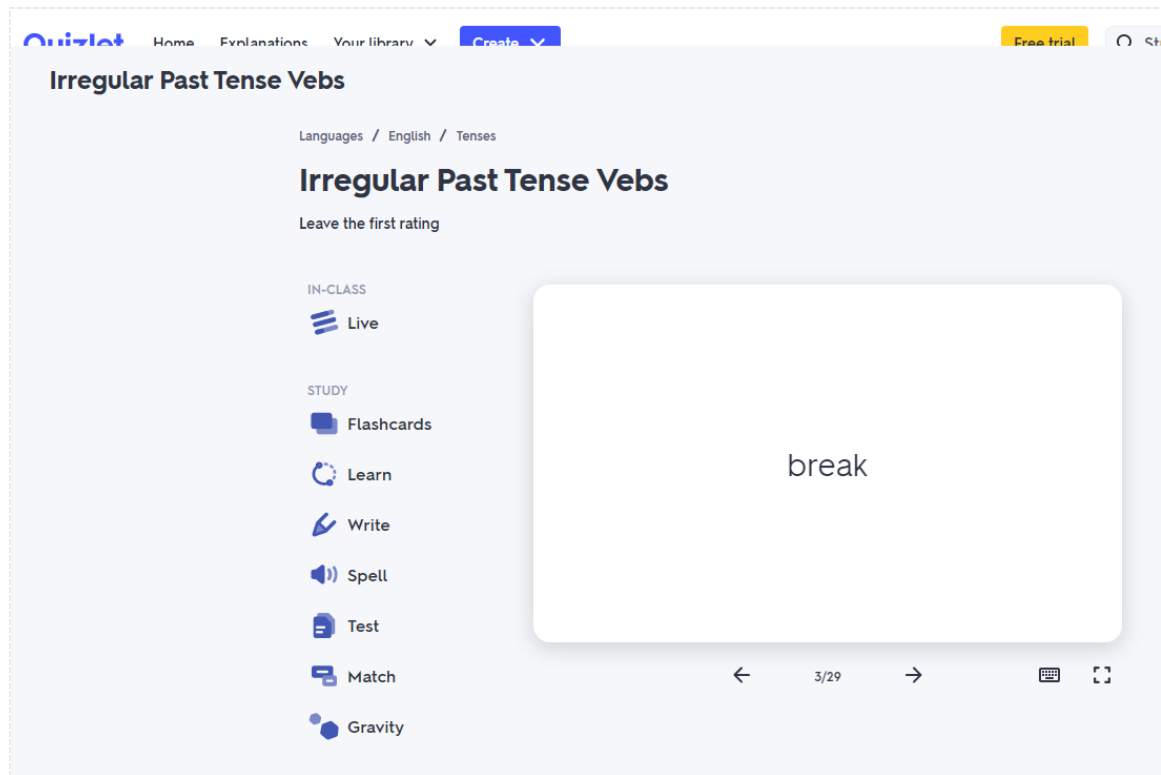 Quizlet Home Explanations Your library Create Free trial
Irregular Past Tense Vebs
Languages / English / Tenses
Irregular Past Tense Vebs
Leave the first rating
IN-CLASS
Live
STUDY
Flashcards
Learn
Write
Spell
Test
Match
Gravity
break
3/29